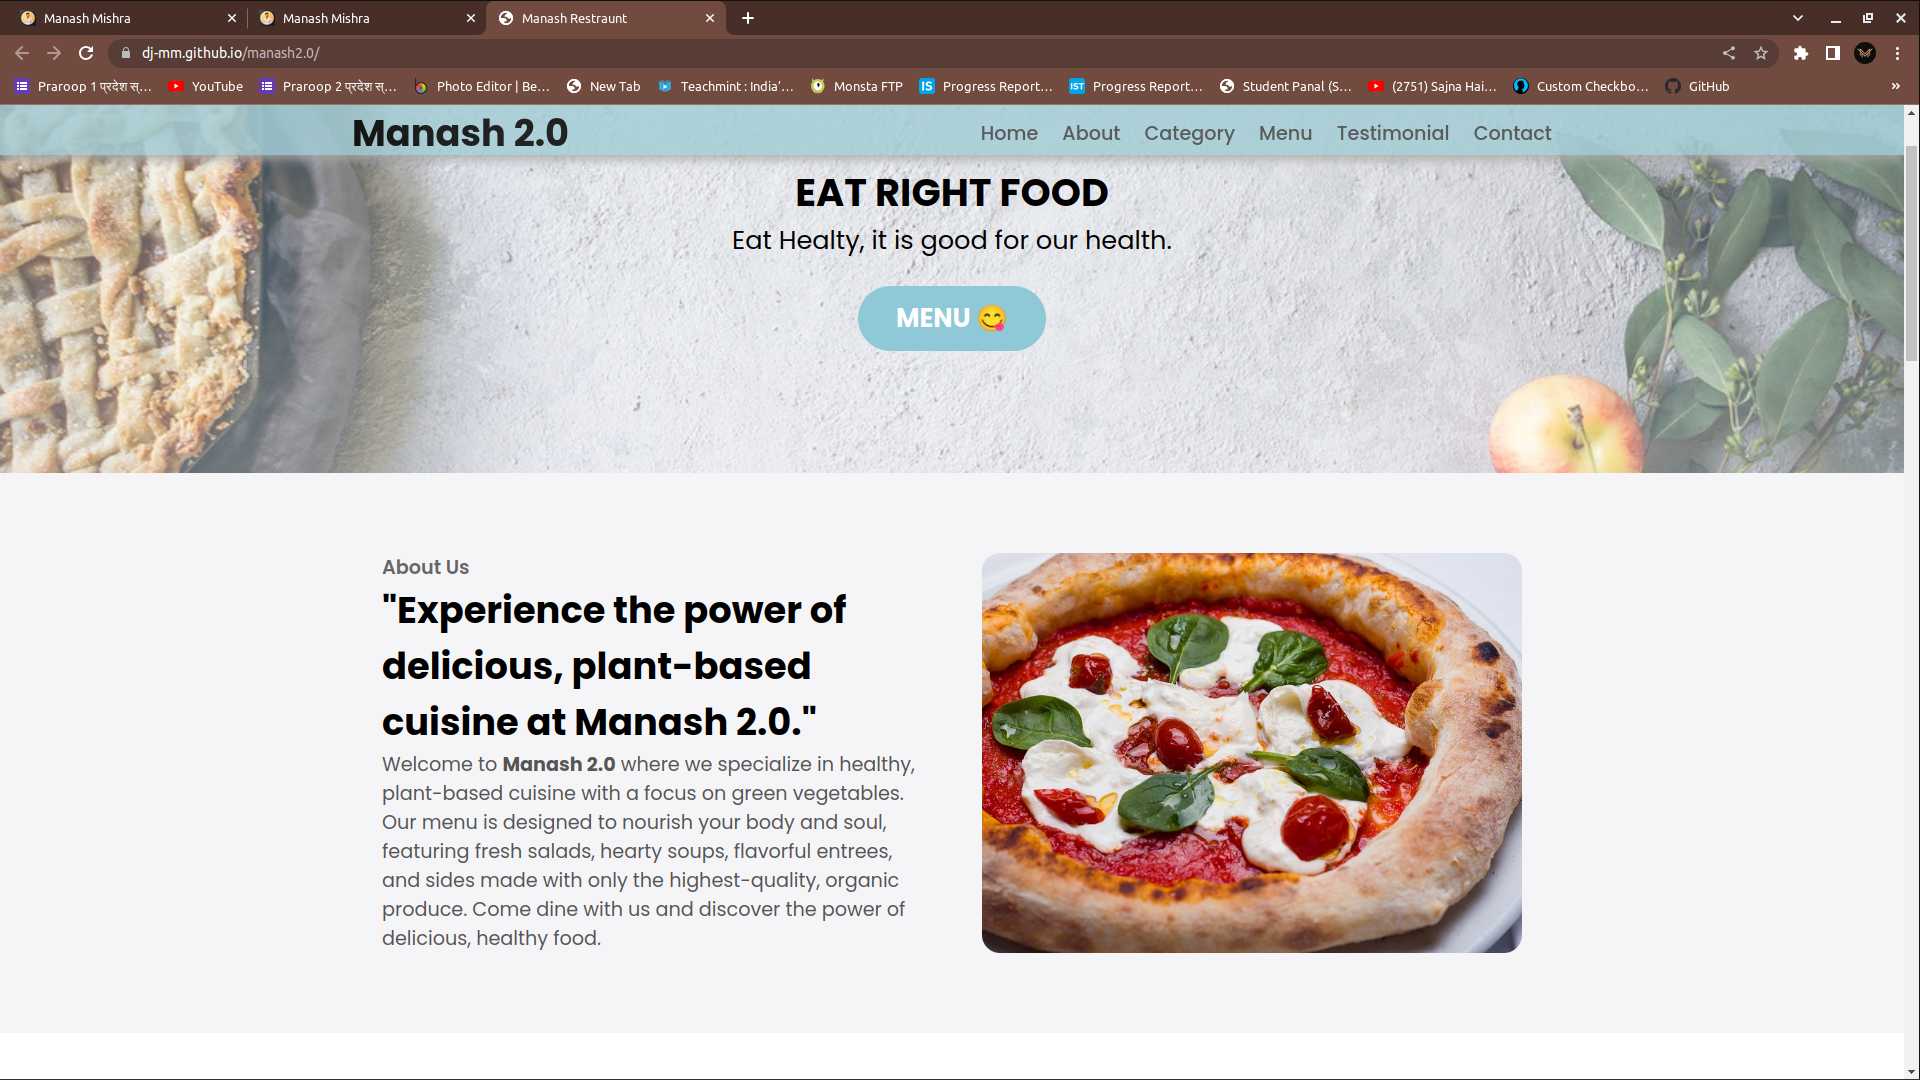 Manash Mishra
Manash Mishra
Manash Restraunt
dj-mm.github.io/manash2.0/
Praroop 1 प्रदेश स्...
YouTube
Praroop 2 प्रदेश स्...
Photo Editor | Be...
New Tab
Teachmint : India'...
Monsta FTP
IS Progress Report...
IST Progress Report...
Student Panal (S...
(2751) Sajna Hai...
Custom Checkbo...
GitHub
Manash 2.0
Home About Category Menu Testimonial Contact
EAT RIGHT FOOD
Eat Healty, it is good for our health.
MENU 😋
About Us
"Experience the power of
delicious, plant-based
cuisine at Manash 2.0."
Welcome to Manash 2.0 where we specialize in healthy,
plant-based cuisine with a focus on green vegetables.
Our menu is designed to nourish your body and soul,
featuring fresh salads, hearty soups, flavorful entrees,
and sides made with only the highest-quality, organic
produce. Come dine with us and discover the power of
delicious, healthy food.